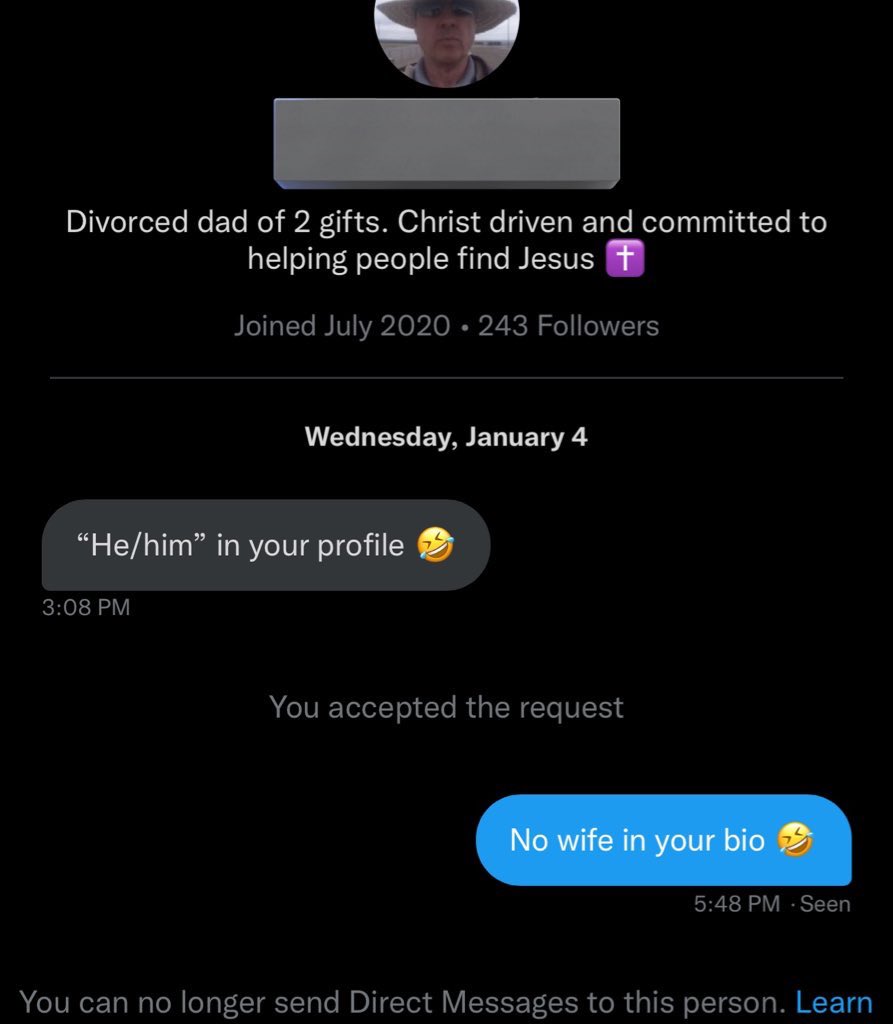 Divorced dad of 2 gifts. Christ driven and committed to
helping people find Jesus ✝️
Joined July 2020 • 243 Followers
Wednesday, January 4
“He/him” in your profile 🤣
3:08 PM
You accepted the request
No wife in your bio 🤣
5:48 PM · Seen
You can no longer send Direct Messages to this person. Learn